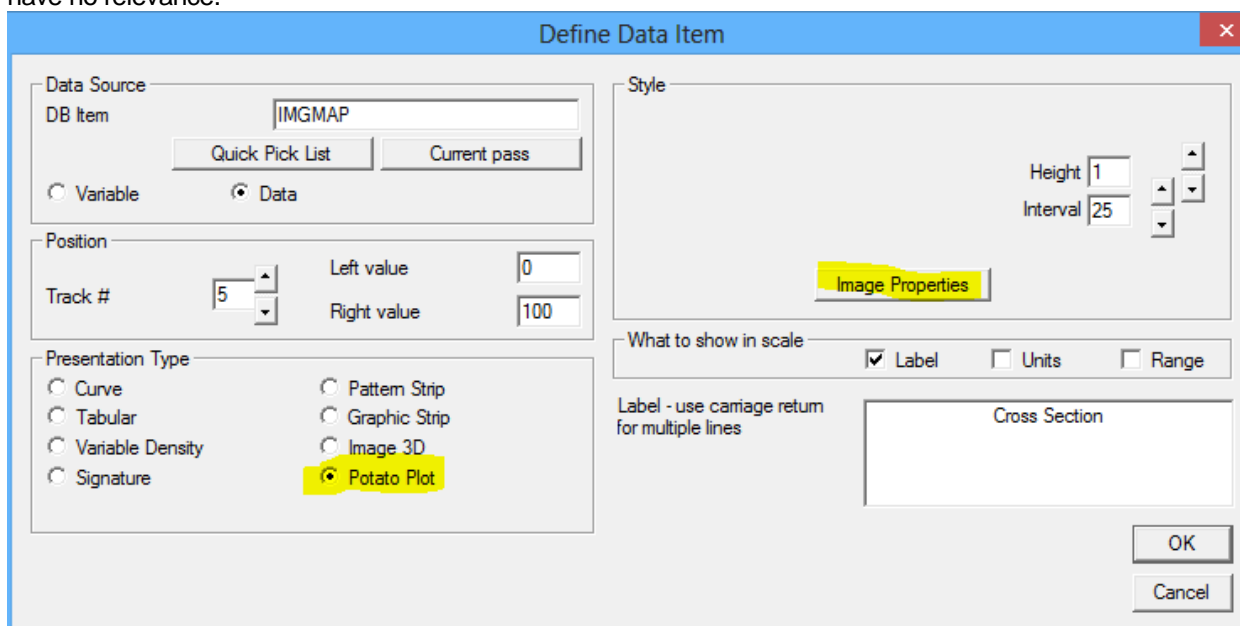 have no relevance.
Define Data Item
Data Source
DB Item IMGMAP
Quick Pick List Current pass
Variable Data
Position
Track # 5
Left value 0
Right value 100
Presentation Type
Curve Pattern Strip
Tabular Graphic Strip
Variable Density Image 3D
Signature Potato Plot
Style
Height 1
Interval 25
Image Properties
What to show in scale
Label Units Range
Label - use carriage return
for multiple lines
Cross Section
OK
Cancel